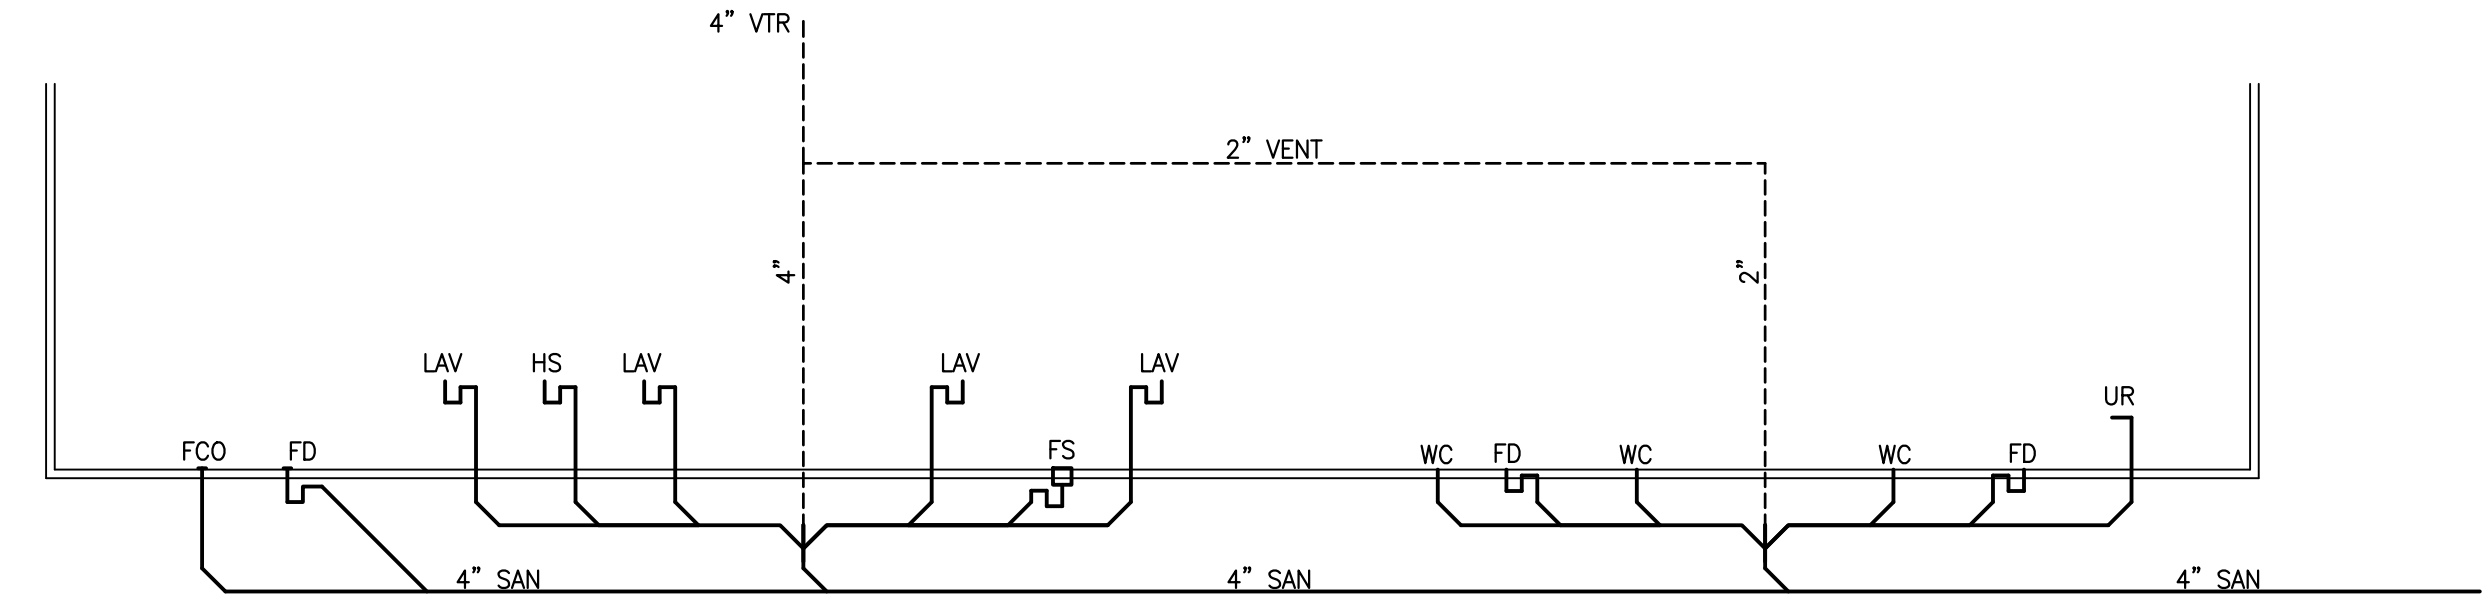 4” VTR
2” VENT
4”
2”
LAV
HS
LAV
LAV
LAV
UR
FCO
FD
FS
WC
FD
WC
WC
FD
4” SAN
4” SAN
4” SAN